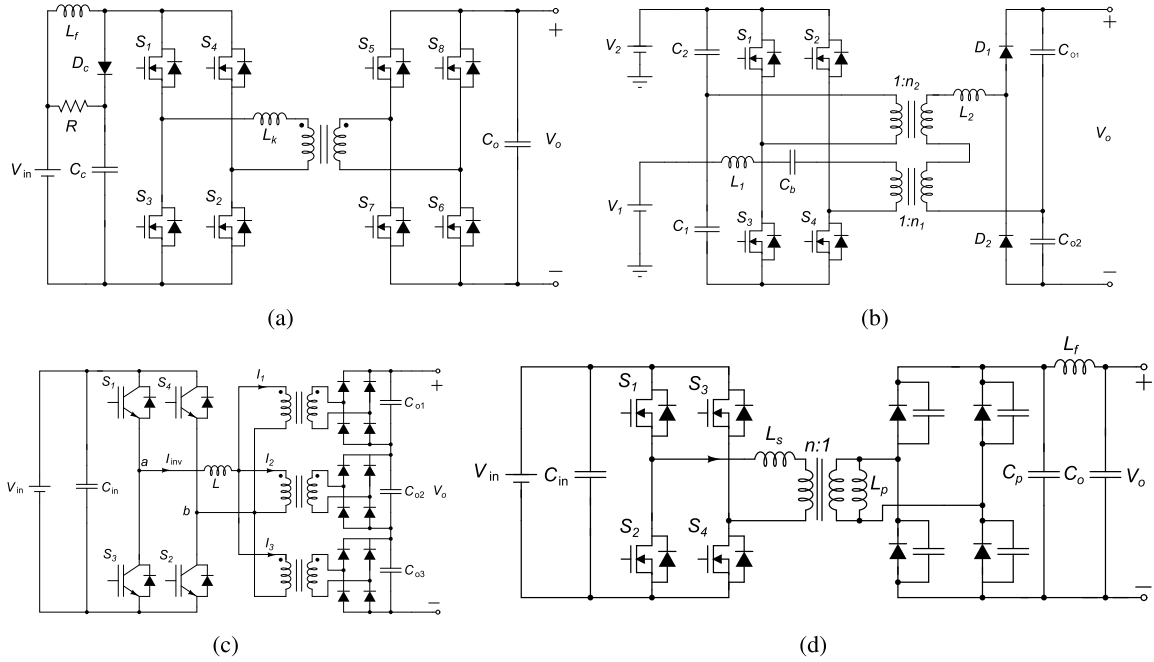 L_f
S_1
S_4
S_5
S_8
+
D_c
R
L_k
C_o
V_o
V_in
C_c
S_3
S_2
S_7
S_6
−
(a)
V_2
C_2
S_1
S_2
D_1
C_o1
+
1:n_2
L_2
V_o
L_1
C_b
V_1
C_1
S_3
S_4
1:n_1
D_2
C_o2
−
(b)
S_1
S_4
I_1
C_o1
+
a
I_inv
L
I_2
V_in
C_in
b
C_o2
V_o
S_3
S_2
I_3
C_o3
−
(c)
L_f
S_1
S_3
+
L_s
n:1
V_in
C_in
L_p
C_p
C_o
V_o
S_2
S_4
−
(d)